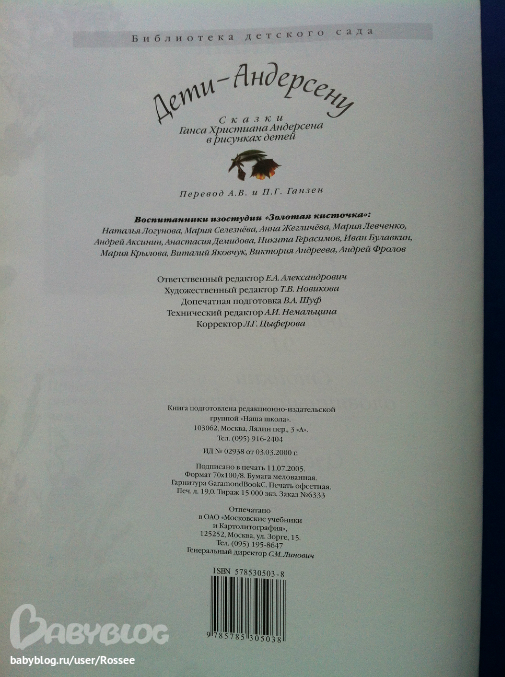 Библиотека детского сада
Дети–Андерсену
Сказки
Ганса Христиана Андерсена
в рисунках детей
Перевод А.В. и П.Г. Ганзен
Воспитанники изостудии «Золотая кисточка»:
Наталья Логунова, Мария Селезнёва, Анна Жегличёва, Мария Левченко,
Андрей Аксинин, Анастасия Демидова, Никита Герасимов, Иван Булавкин,
Мария Крылова, Виталий Яковчук, Виктория Андреева, Андрей Фролов
Ответственный редактор Е.А. Александрович
Художественный редактор Т.В. Новикова
Допечатная подготовка В.А. Шуф
Технический редактор А.И. Немальцина
Корректор Л.Г. Цыферова
Книга подготовлена редакционно-издательской
группой «Наша школа».
103062, Москва, Лялин пер., 3 «А».
Тел. (095) 916-2404
ИД № 02938 от 03.03.2000 г.
Подписано в печать 11.07.2005.
Формат 70х100/8. Бумага мелованная.
Гарнитура GaramondBookC. Печать офсетная.
Печ. л. 19,0. Тираж 15 000 экз. Заказ №6333
Отпечатано
в ОАО «Московские учебники
и Картолитография»,
125252, Москва, ул. Зорге, 15.
Тел. (095) 195-8647
Генеральный директор С.М. Линович
ISBN 578530503-8
9 785785 305038
BABYBLOG
babyblog.ru/user/Rossee